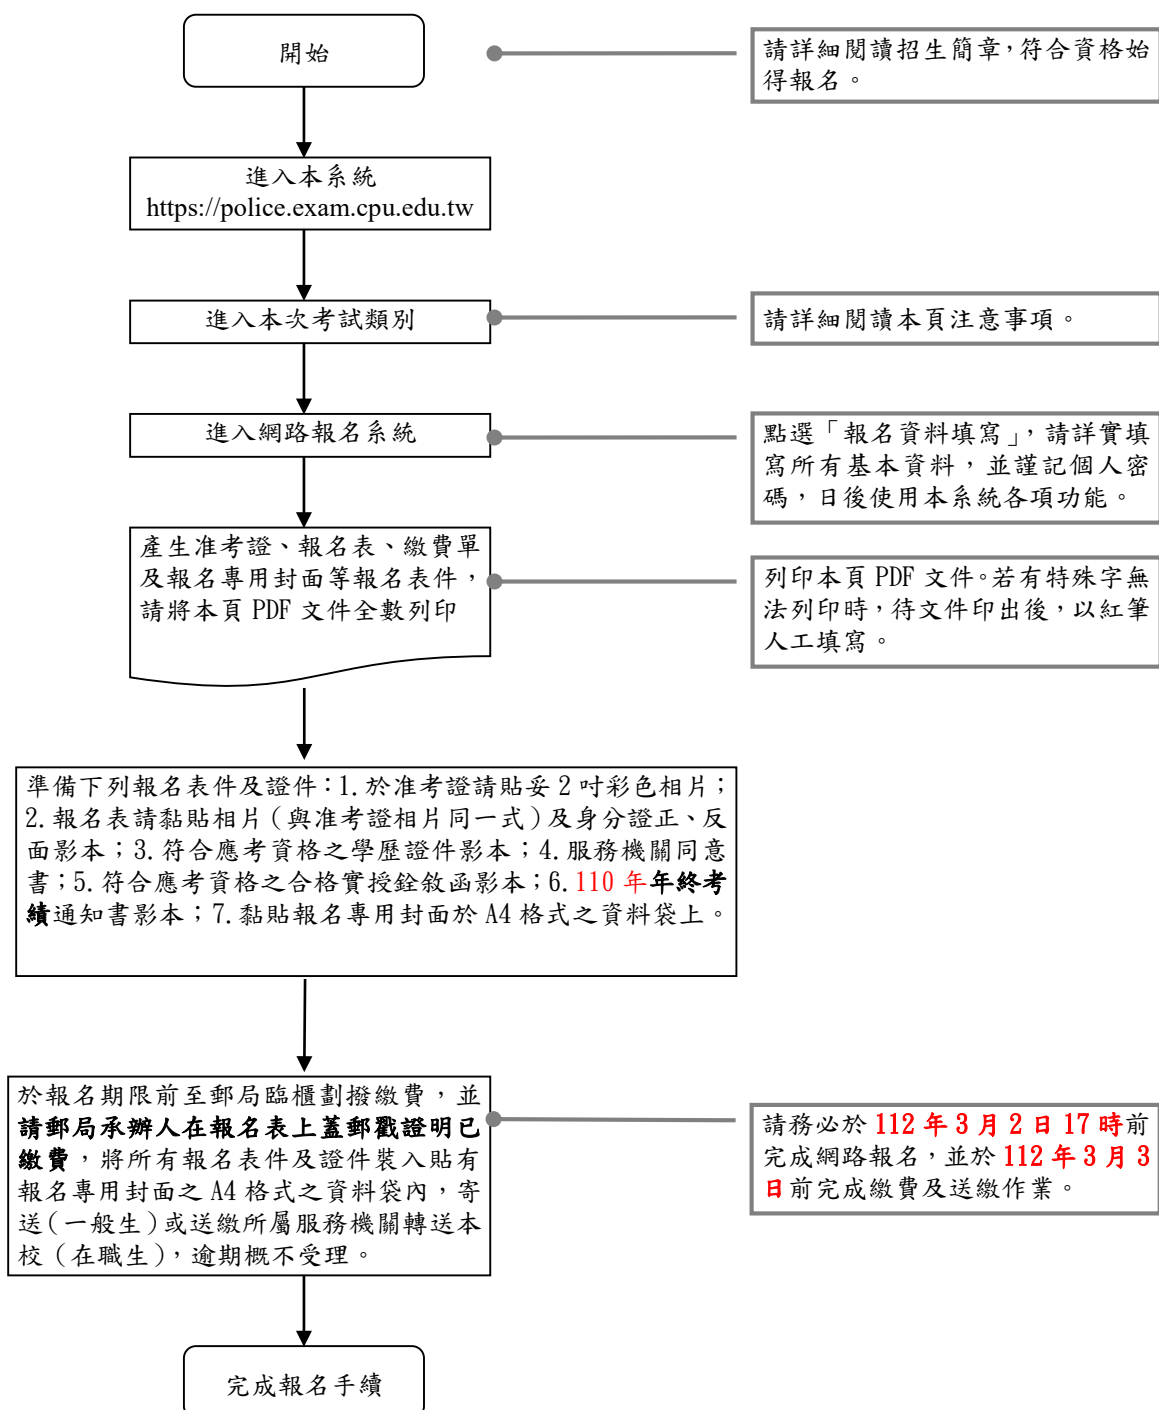 開始
請詳細閱讀招生簡章，符合資格始
得報名。
進入本系統
https://police.exam.cpu.edu.tw
進入本次考試類別
請詳細閱讀本頁注意事項。
進入網路報名系統
點選「報名資料填寫」，請詳實填
寫所有基本資料，並謹記個人密
碼，日後使用本系統各項功能。
產生准考證、報名表、繳費單
及報名專用封面等報名表件，
請將本頁 PDF 文件全數列印
列印本頁 PDF 文件。若有特殊字無
法列印時，待文件印出後，以紅筆
人工填寫。
準備下列報名表件及證件：1.於准考證請貼妥 2 吋彩色相片；
2.報名表請黏貼相片（與准考證相片同一式）及身分證正、反
面影本；3.符合應考資格之學歷證件影本；4.服務機關同意
書；5.符合應考資格之合格實授銓敘函影本；6.110 年年終考
績通知書影本；7.黏貼報名專用封面於 A4 格式之資料袋上。
於報名期限前至郵局臨櫃劃撥繳費，並
請郵局承辦人在報名表上蓋郵戳證明已
繳費，將所有報名表件及證件裝入貼有
報名專用封面之 A4 格式之資料袋內，寄
送（一般生）或送繳所屬服務機關轉送本
校（在職生），逾期概不受理。
請務必於 112 年 3 月 2 日 17 時前
完成網路報名，並於 112 年 3 月 3
日前完成繳費及送繳作業。
完成報名手續